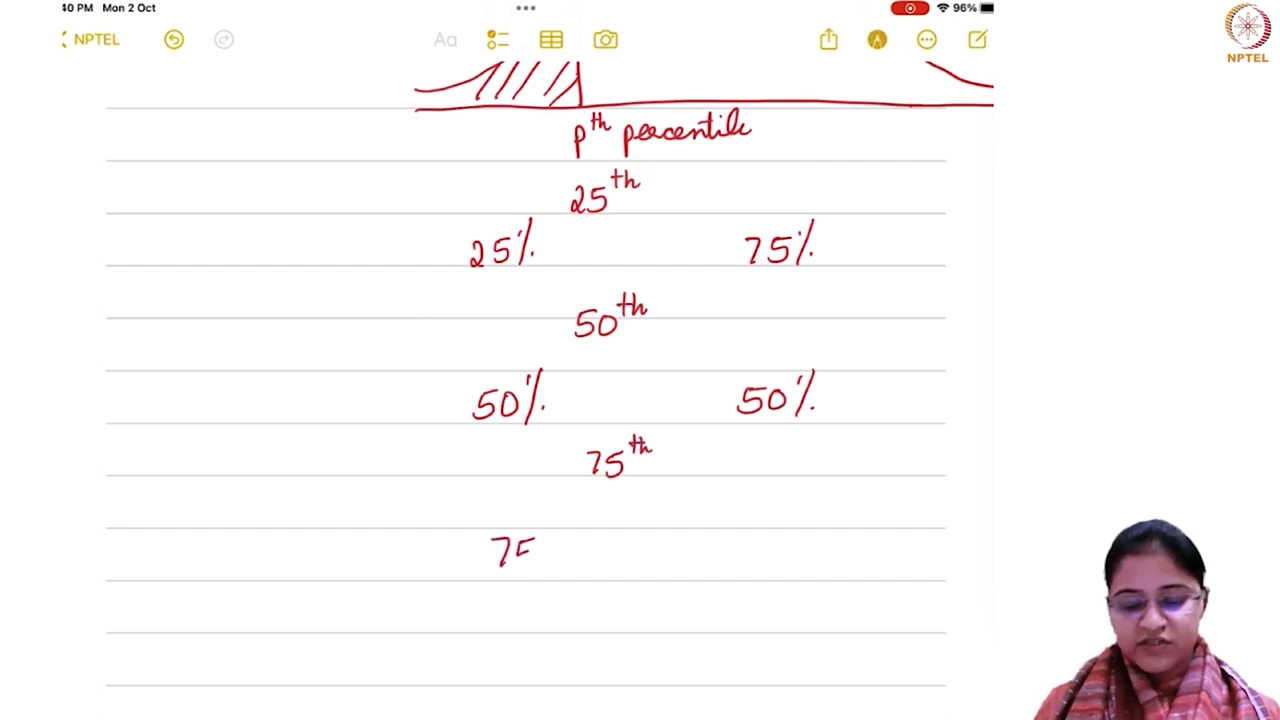 :40 PM Mon 2 Oct 96%
NPTEL Aa
NPTEL
pth percentile
25th
25% 75%
50th
50% 50%
75th
75